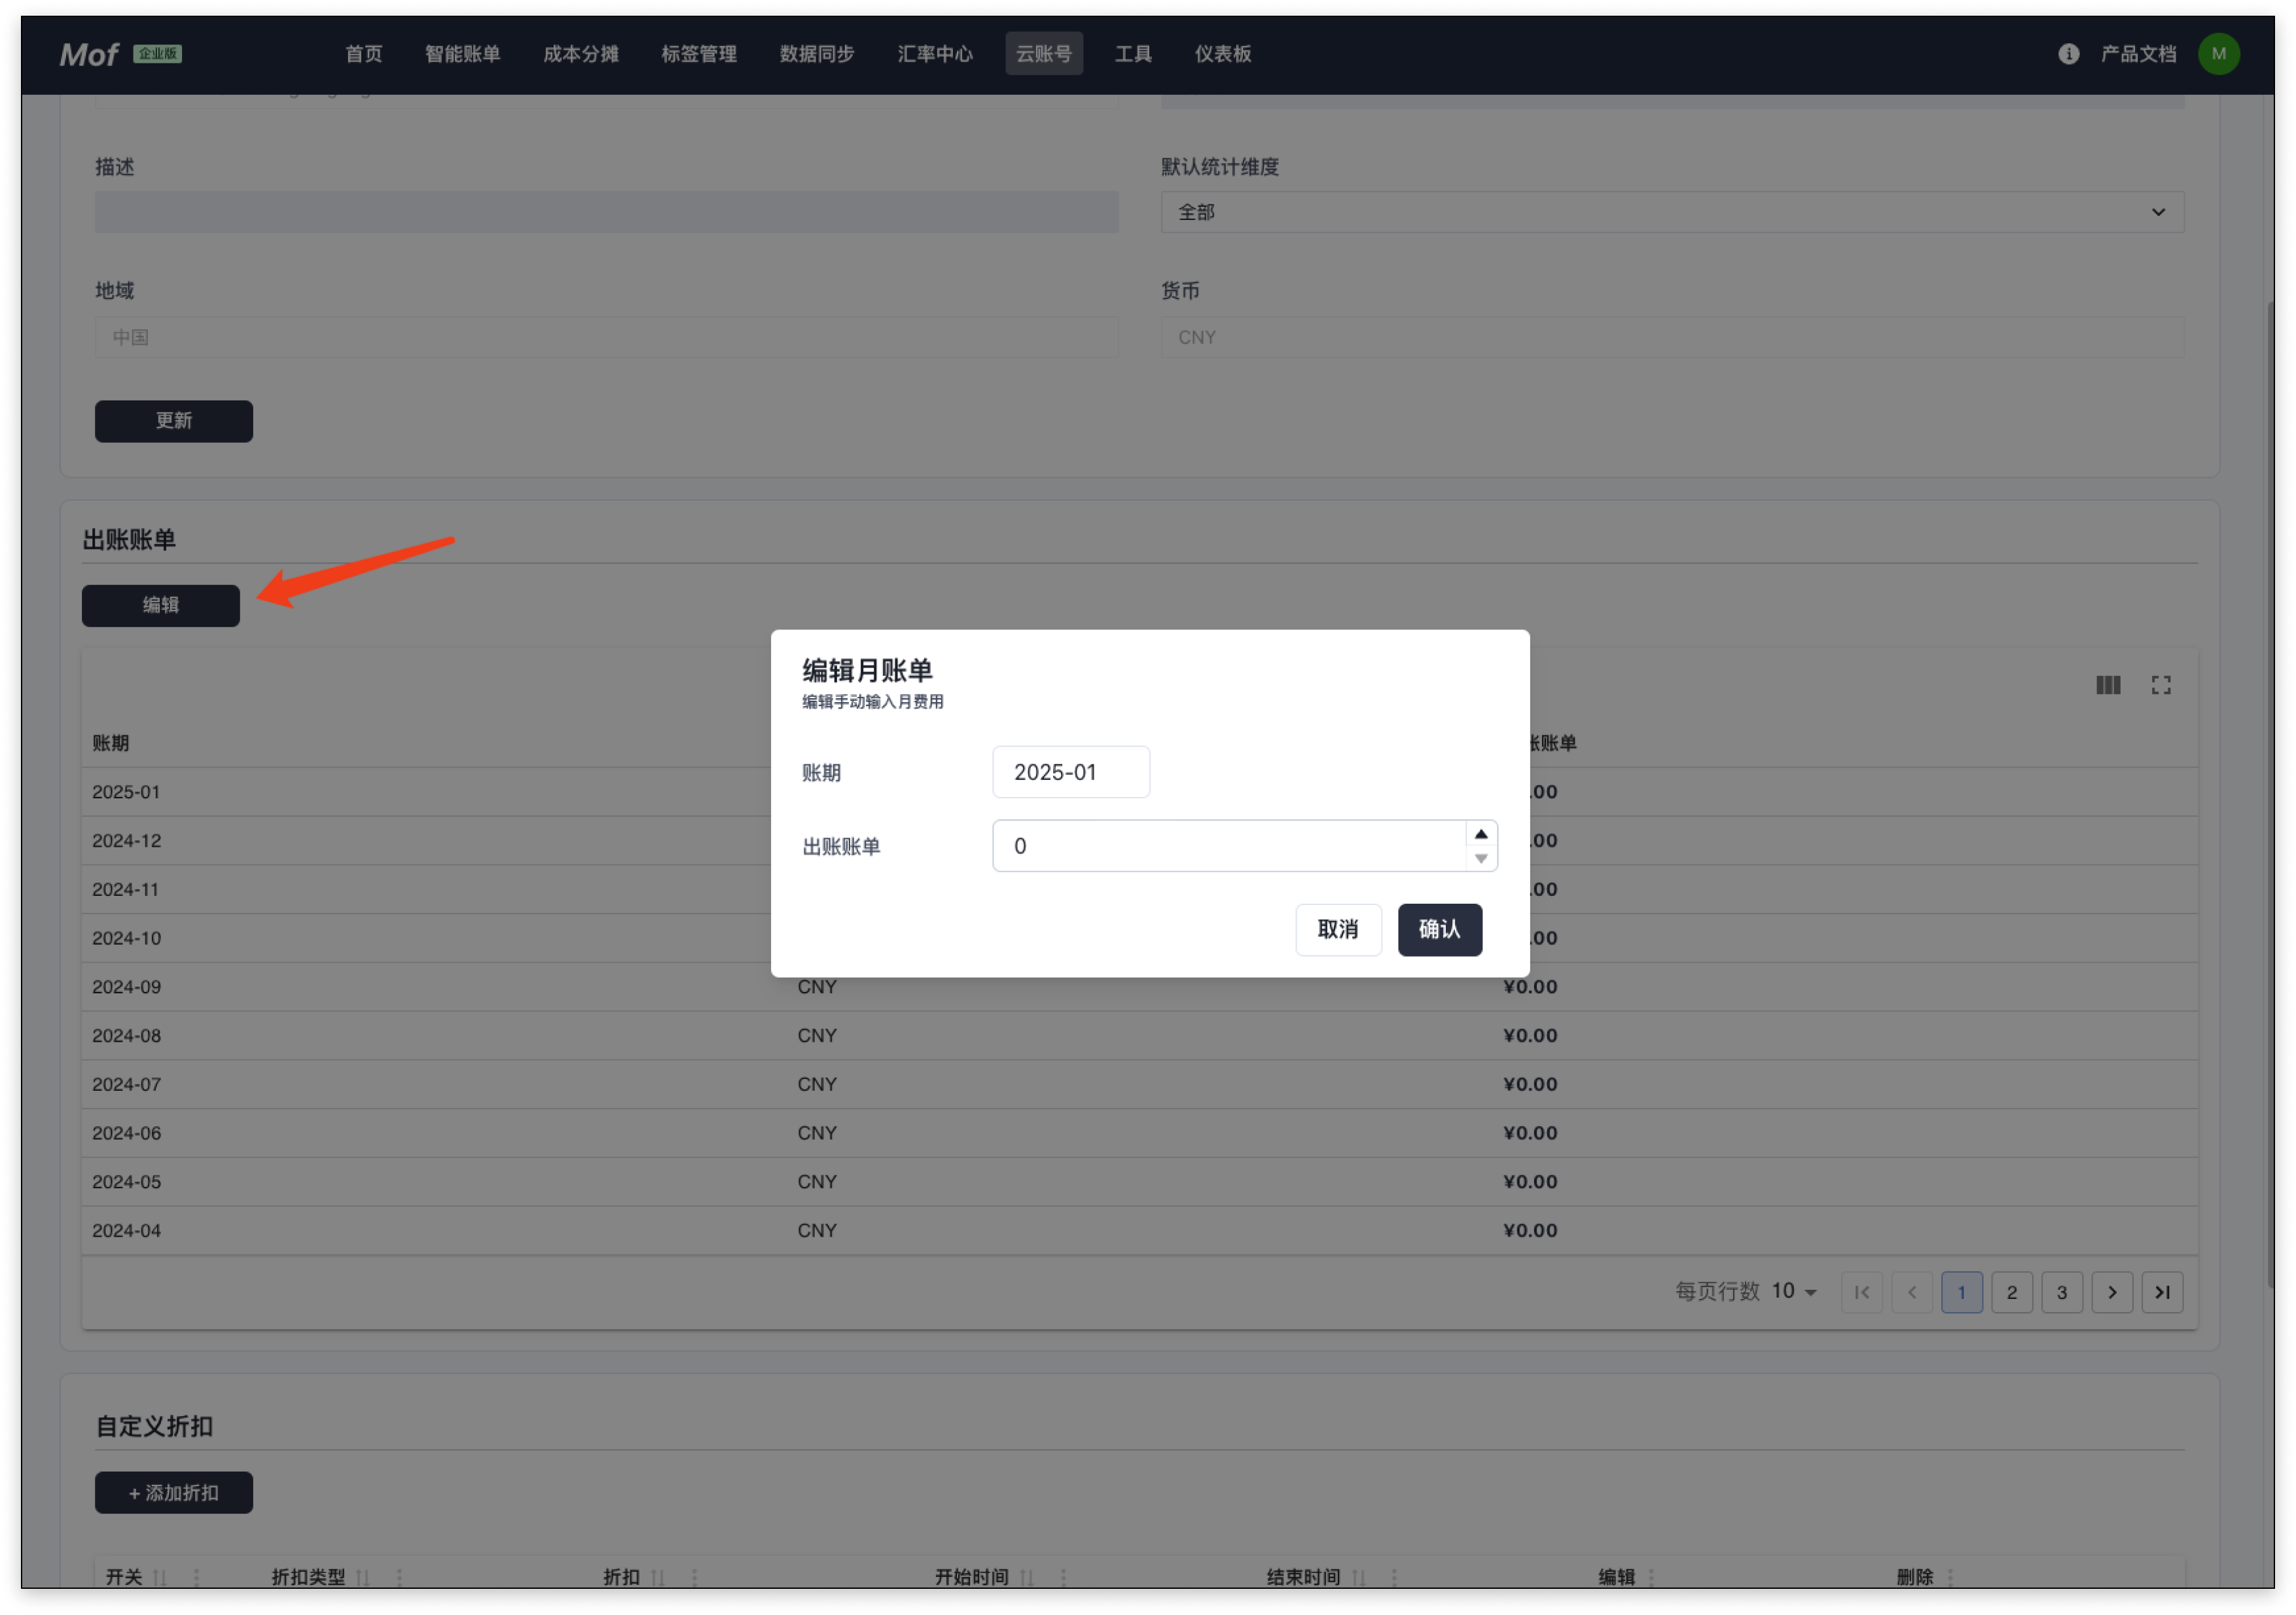 Mof 企业版 首页 智能账单 成本分摊 标签管理 数据同步 汇率中心 云账号 工具 仪表板 产品文档 M
描述 默认统计维度
全部
地域 货币
中国 CNY
更新
出账账单
编辑
编辑月账单
编辑手动输入月费用
账期 2025-01
出账账单 0
取消 确认
账期 账单
2025-01 .00
2024-12 .00
2024-11 .00
2024-10 .00
2024-09 CNY ¥0.00
2024-08 CNY ¥0.00
2024-07 CNY ¥0.00
2024-06 CNY ¥0.00
2024-05 CNY ¥0.00
2024-04 CNY ¥0.00
每页行数 10 1 2 3
自定义折扣
+ 添加折扣
开关 折扣类型 折扣 开始时间 结束时间 编辑 删除